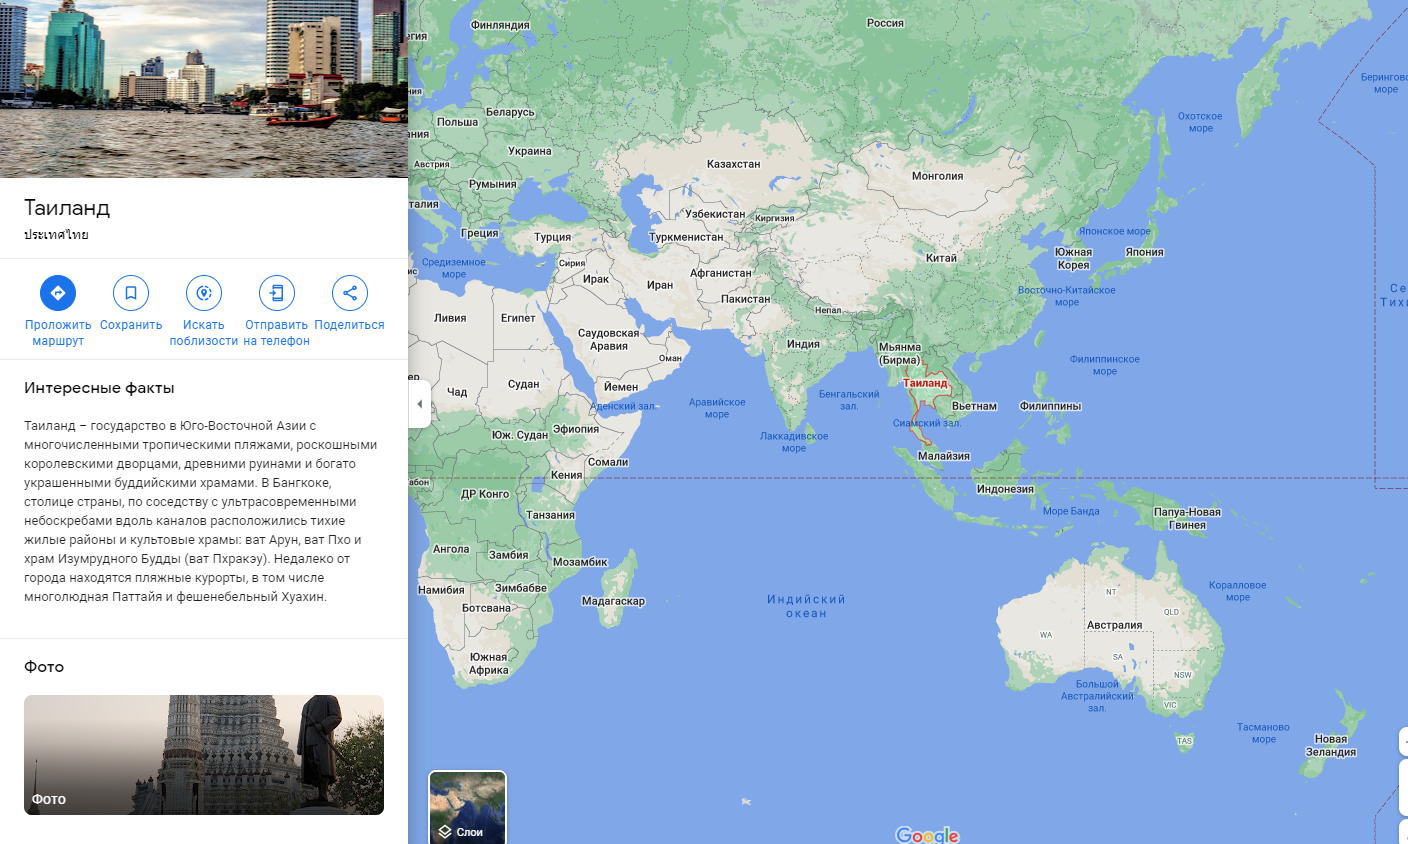 Таиланд
ประเทศไทย
Проложить
маршрут
Сохранить
Искать
поблизости
Отправить
на телефон
Поделиться
Интересные факты
Таиланд – государство в Юго-Восточной Азии с
многочисленными тропическими пляжами, роскошными
королевскими дворцами, древними руинами и богато
украшенными буддийскими храмами. В Бангкоке,
столице страны, по соседству с ультрасовременными
небоскребами вдоль каналов расположились тихие
жилые районы и культовые храмы: ват Арун, ват Пхо и
храм Изумрудного Будды (ват Пхракэу). Недалеко от
города находятся пляжные курорты, в том числе
многолюдная Паттайя и фешенебельный Хуахин.
Фото
Фото
Финляндия
Россия
Берингово
море
Охотское
море
Беларусь
Польша
Украина
Австрия
Румыния
Казахстан
Монголия
талия
Узбекистан
Киргизия
Греция
Турция
Туркменистан
Японское море
Южная
Корея
Япония
Китай
Средиземное
море
Сирия
Ирак
Иран
Афганистан
Пакистан
Непал
Восточно-Китайское
море
Се
Тих
Ливия
Египет
Саудовская
Аравия
Оман
Индия
Мьянма
(Бирма)
Филиппинское
море
Чад
Судан
Йемен
Таиланд
Аденский зал.
Аравийское
море
Бенгальский
зал.
Вьетнам
Филиппины
Сиамский зал.
Юж. Судан
Эфиопия
Лаккадивское
море
Сомали
Малайзия
Кения
абон
ДР Конго
Индонезия
Танзания
Море Банда
Папуа-Новая
Гвинея
Ангола
Замбия
Мозамбик
Намибия
Зимбабве
Ботсвана
Мадагаскар
Индийский
океан
Коралловое
море
NT
QLD
Австралия
WA
SA
NSW
Южная
Африка
Большой
Австралийский
зал.
VIC
TAS
Тасманово
море
Новая
Зеландия
Слои
Google